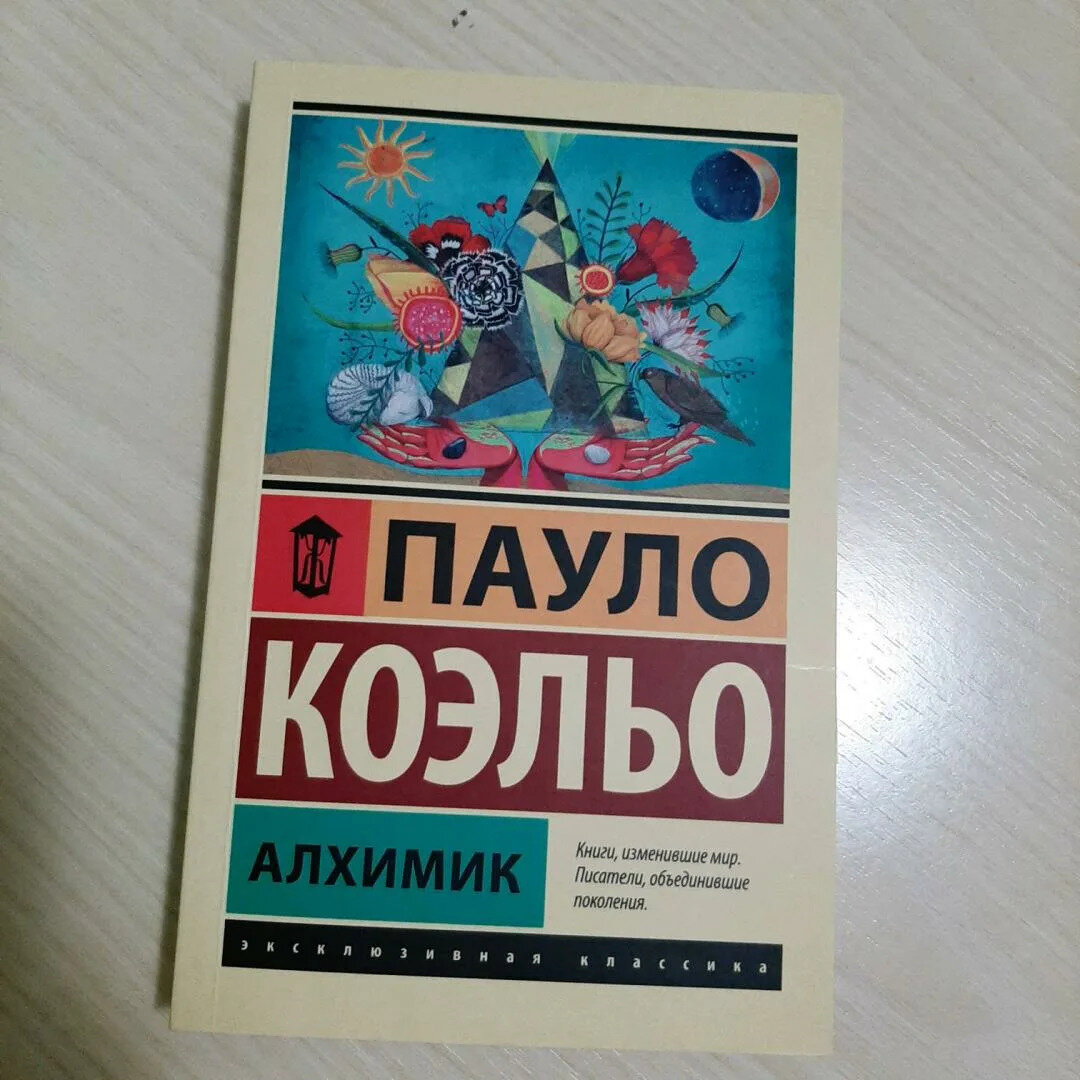 Ж
ПАУЛО
КОЭЛЬО
АЛХИМИК
Книги, изменившие мир.
Писатели, объединившие
поколения.
эксклюзивная классика